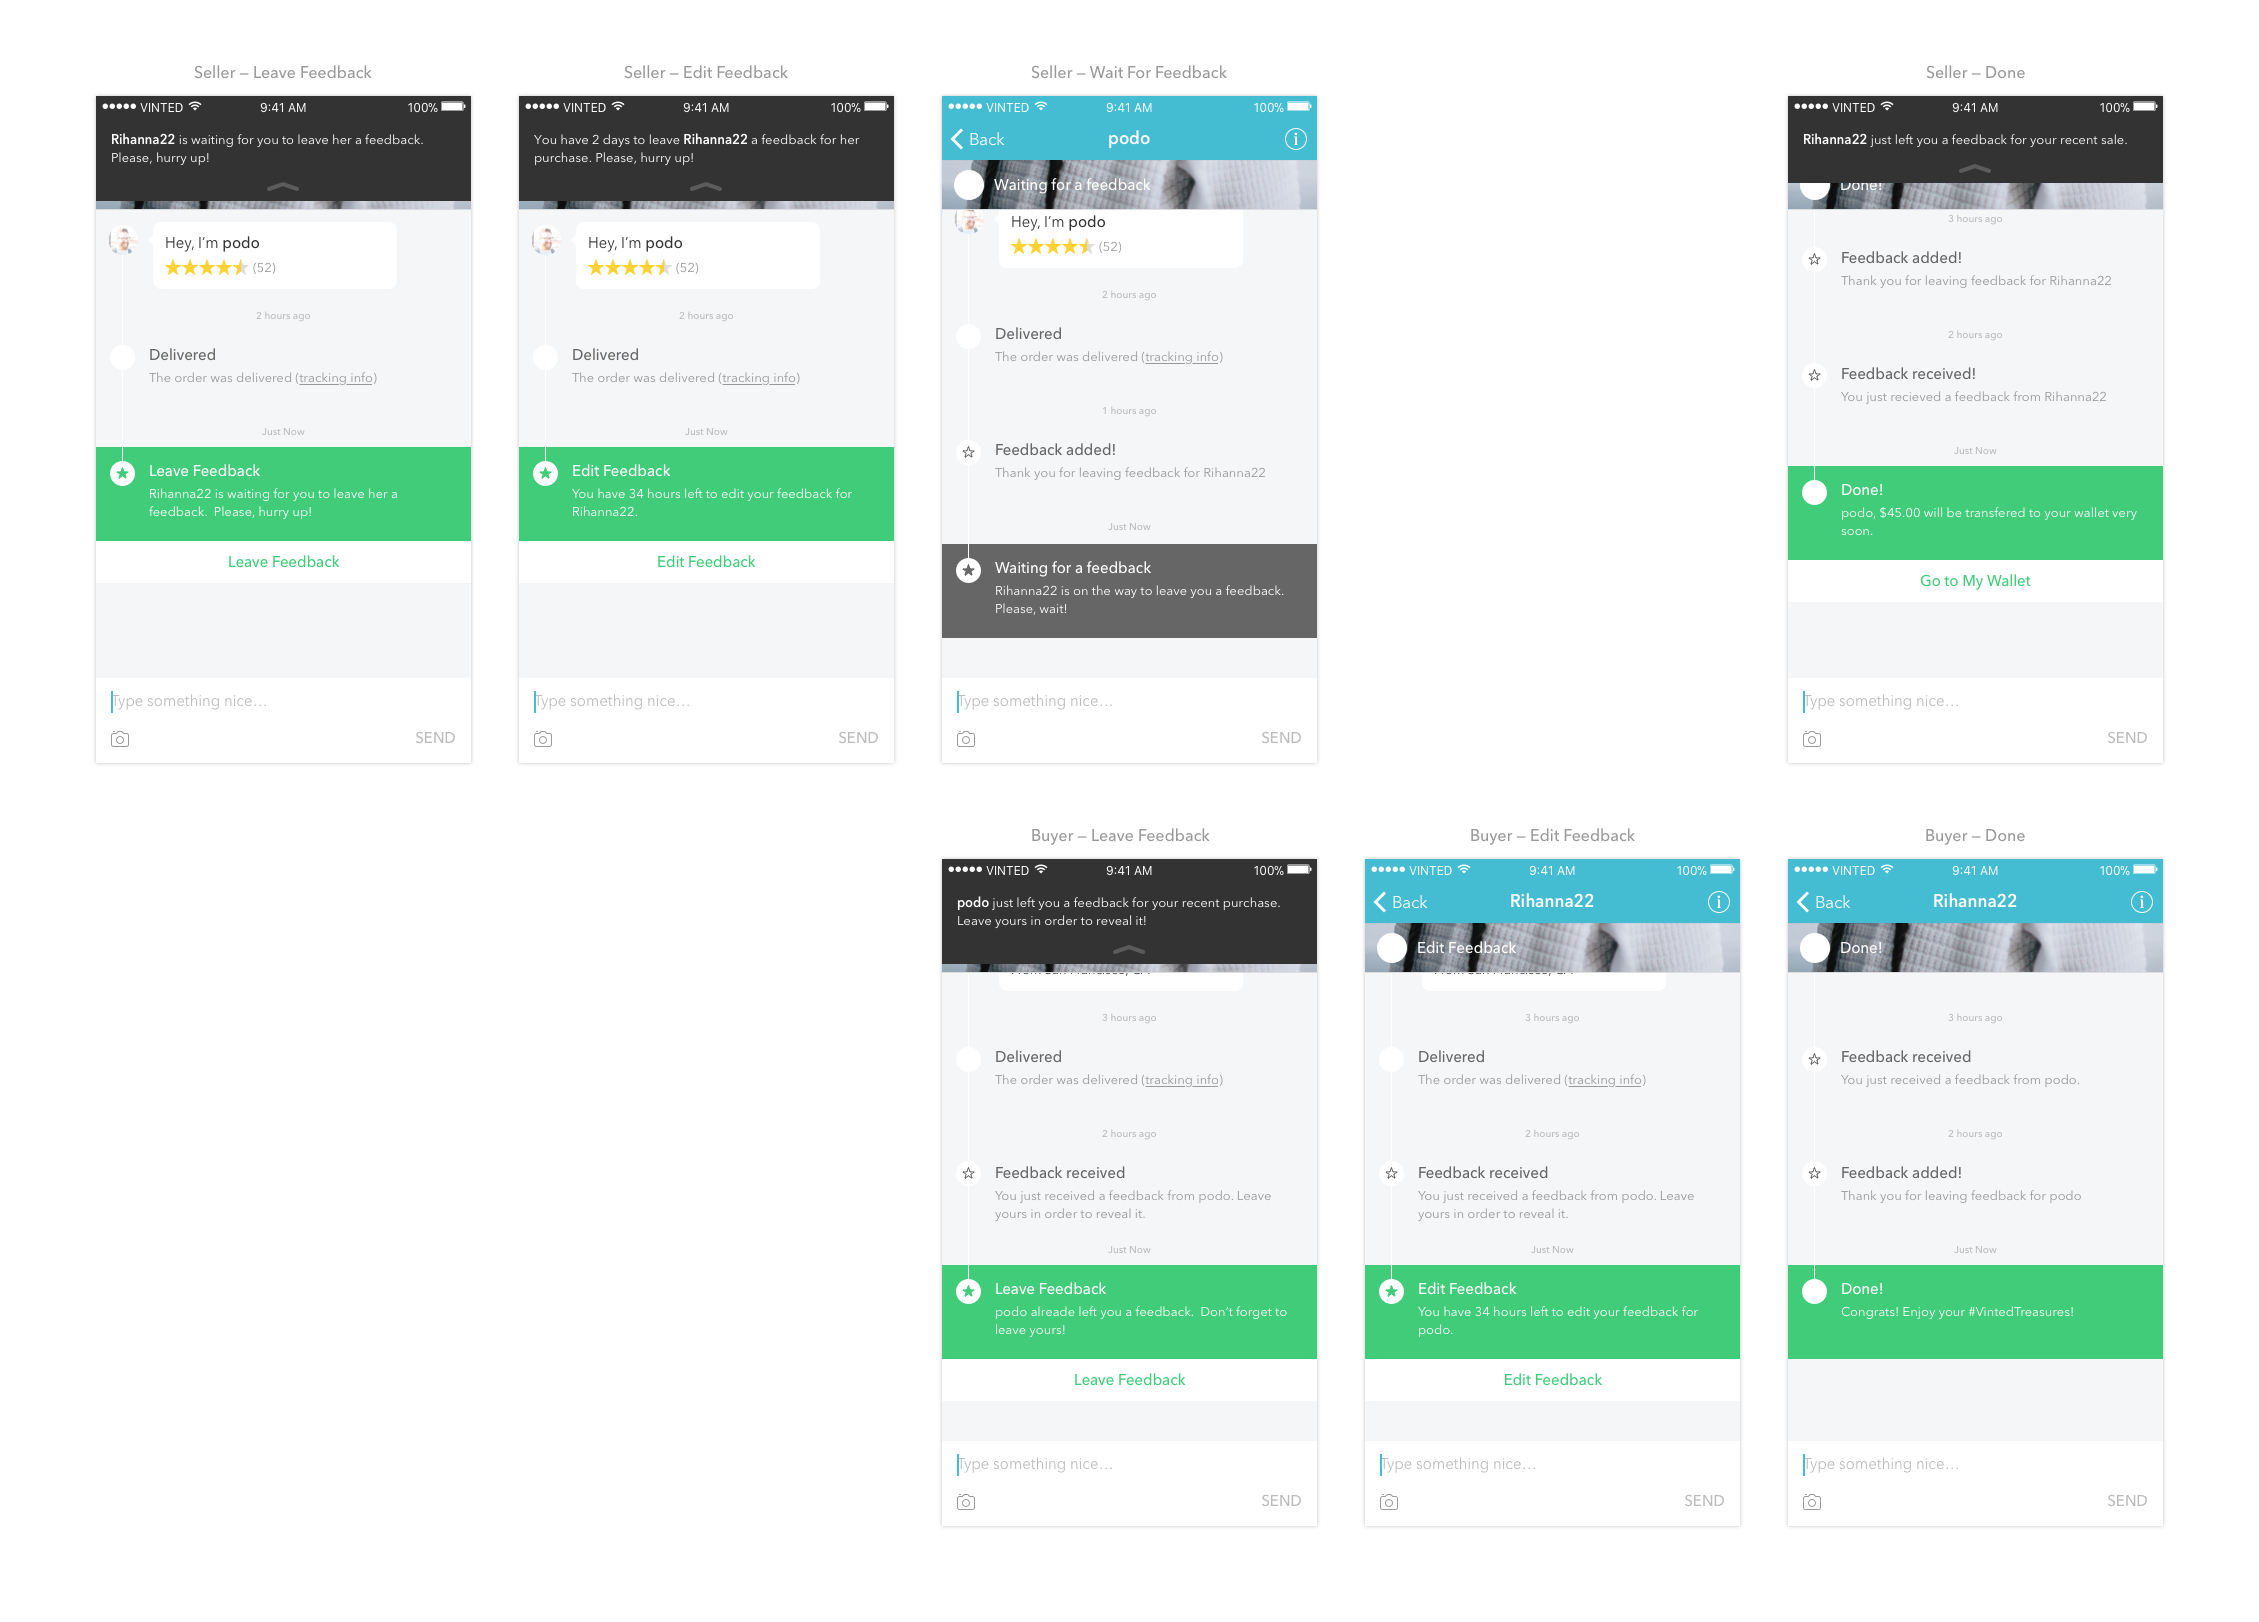 Seller – Leave Feedback
VINTED 9:41 AM 100%
Rihanna22 is waiting for you to leave her a feedback.
Please, hurry up!
Hey, I'm podo
(52)
2 hours ago
Delivered
The order was delivered (tracking info)
Just Now
Leave Feedback
Rihanna22 is waiting for you to leave her a
feedback. Please, hurry up!
Leave Feedback
Type something nice...
SEND
Seller – Edit Feedback
VINTED 9:41 AM 100%
You have 2 days to leave Rihanna22 a feedback for her
purchase. Please, hurry up!
Hey, I'm podo
(52)
2 hours ago
Delivered
The order was delivered (tracking info)
Just Now
Edit Feedback
You have 34 hours left to edit your feedback for
Rihanna22.
Edit Feedback
Type something nice...
SEND
Seller – Wait For Feedback
VINTED 9:41 AM 100%
Back podo
Waiting for a feedback
Hey, I'm podo
(52)
2 hours ago
Delivered
The order was delivered (tracking info)
1 hours ago
Feedback added!
Thank you for leaving feedback for Rihanna22
Just Now
Waiting for a feedback
Rihanna22 is on the way to leave you a feedback.
Please, wait!
Type something nice...
SEND
Seller – Done
VINTED 9:41 AM 100%
Rihanna22 just left you a feedback for your recent sale.
Done!
3 hours ago
Feedback added!
Thank you for leaving feedback for Rihanna22
2 hours ago
Feedback received!
You just recieved a feedback from Rihanna22
Just Now
Done!
podo, $45.00 will be transfered to your wallet very
soon.
Go to My Wallet
Type something nice...
SEND
Buyer – Leave Feedback
VINTED 9:41 AM 100%
podo just left you a feedback for your recent purchase.
Leave yours in order to reveal it!
3 hours ago
Delivered
The order was delivered (tracking info)
2 hours ago
Feedback received
You just received a feedback from podo. Leave
yours in order to reveal it.
Just Now
Leave Feedback
podo alreade left you a feedback. Don't forget to
leave yours!
Leave Feedback
Type something nice...
SEND
Buyer – Edit Feedback
VINTED 9:41 AM 100%
Back Rihanna22
Edit Feedback
3 hours ago
Delivered
The order was delivered (tracking info)
2 hours ago
Feedback received
You just received a feedback from podo. Leave
yours in order to reveal it.
Just Now
Edit Feedback
You have 34 hours left to edit your feedback for
podo.
Edit Feedback
Type something nice...
SEND
Buyer – Done
VINTED 9:41 AM 100%
Back Rihanna22
Done!
3 hours ago
Feedback received
You just received a feedback from podo.
2 hours ago
Feedback added!
Thank you for leaving feedback for podo
Just Now
Done!
Congrats! Enjoy your #VintedTreasures!
Type something nice...
SEND